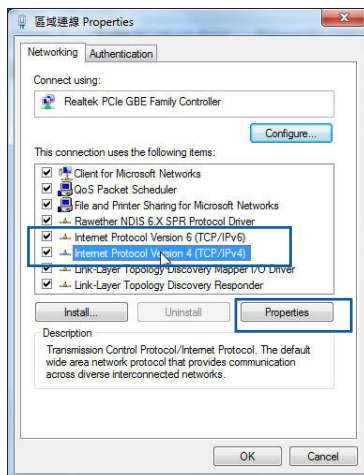 區域連線 Properties
Networking
Authentication
Connect using:
Realtek PCIe GBE Family Controller
Configure...
This connection uses the following items:
Client for Microsoft Networks
QoS Packet Scheduler
File and Printer Sharing for Microsoft Networks
Rawether NDIS 6.X SPR Protocol Driver
Internet Protocol Version 6 (TCP/IPv6)
Internet Protocol Version 4 (TCP/IPv4)
Link-Layer Topology Discovery Mapper I/O Driver
Link-Layer Topology Discovery Responder
Install...
Uninstall
Properties
Description
Transmission Control Protocol/Internet Protocol. The default
wide area network protocol that provides communication
across diverse interconnected networks.
OK
Cancel